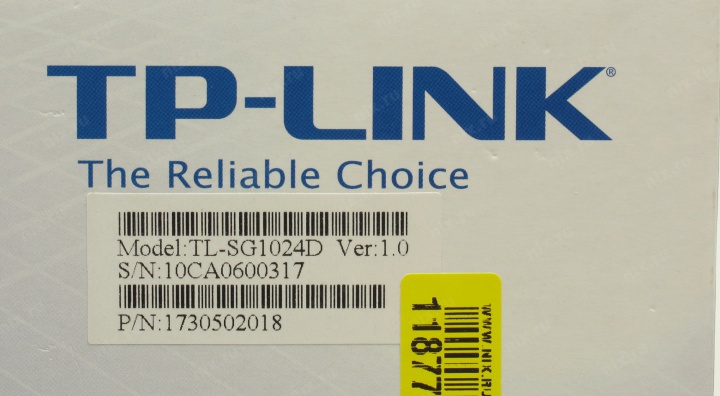 TP-LINK®
The Reliable Choice
Model:TL-SG1024D Ver:1.0
S/N:10CA0600317
P/N:1730502018
11877
WWW.NIX.RU